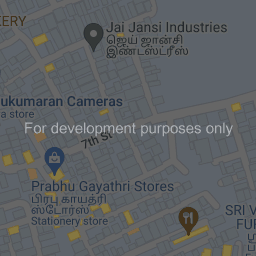 KERY
Jai Jansi Industries
ஜெய் ஜான்சி
இண்டஸ்ட்ரீஸ்
ukumaran Cameras
a store
For development purposes only
7th St
Prabhu Gayathri Stores
பிரபு காயத்ரி
ஸ்டோர்ஸ்
Stationery store
SRI V
FU